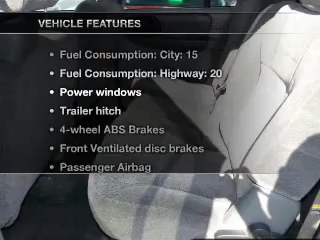 VEHICLE FEATURES
• Fuel Consumption: City: 15
• Fuel Consumption: Highway: 20
• Power windows
• Trailer hitch
• 4-wheel ABS Brakes
• Front Ventilated disc brakes
• Passenger Airbag